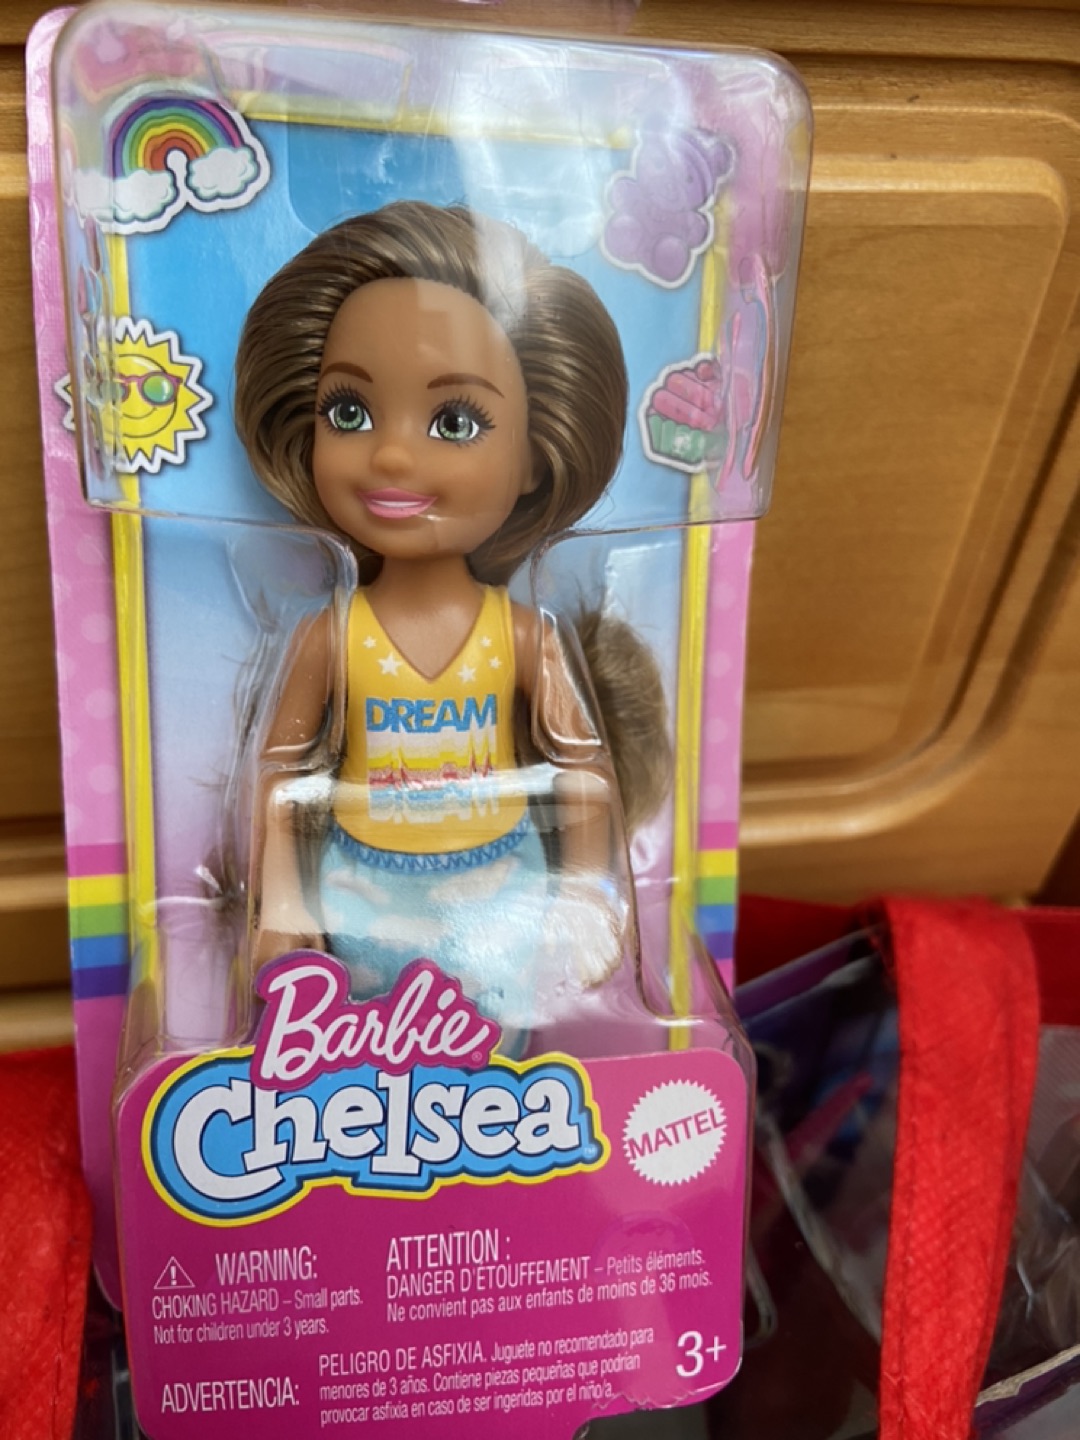 DREAM
Barbie®
Chelsea™
MATTEL
WARNING:
CHOKING HAZARD – Small parts.
Not for children under 3 years.
ATTENTION :
DANGER D'ÉTOUFFEMENT – Petits éléments.
Ne convient pas aux enfants de moins de 36 mois.
ADVERTENCIA:
PELIGRO DE ASFIXIA. Juguete no recomendado para
menores de 3 años. Contiene piezas pequeñas que podrían
provocar asfixia en caso de ser ingeridas por el niño/a.
3+